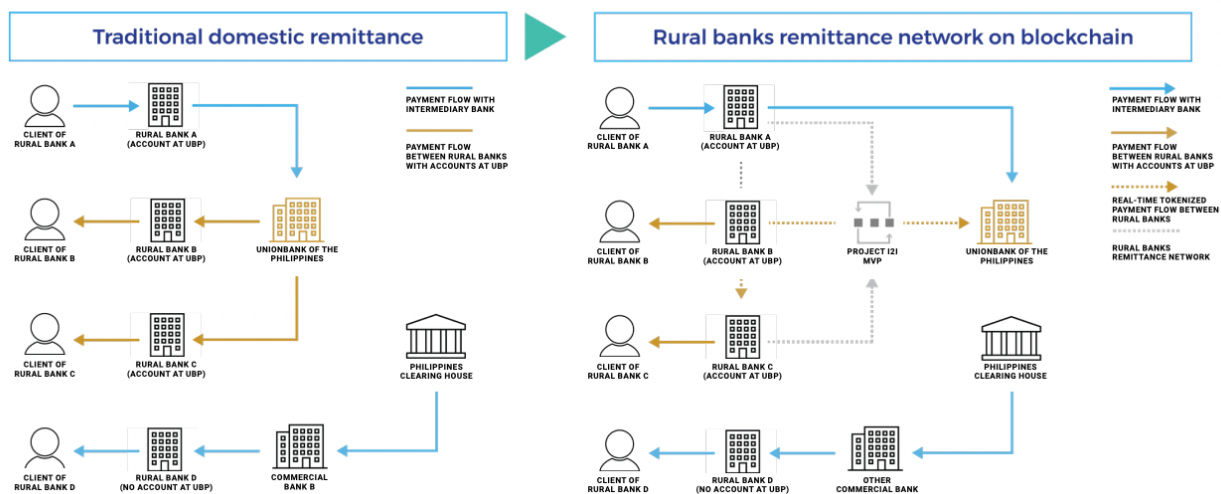 Traditional domestic remittance
CLIENT OF
RURAL BANK A
RURAL BANK A
(ACCOUNT AT UBP)
PAYMENT FLOW WITH
INTERMEDIARY BANK
PAYMENT FLOW
BETWEEN RURAL BANKS
WITH ACCOUNTS AT UBP
CLIENT OF
RURAL BANK B
RURAL BANK B
(ACCOUNT AT UBP)
UNIONBANK OF THE
PHILIPPINES
CLIENT OF
RURAL BANK C
RURAL BANK C
(ACCOUNT AT UBP)
PHILIPPINES
CLEARING HOUSE
CLIENT OF
RURAL BANK D
RURAL BANK D
(NO ACCOUNT AT UBP)
COMMERCIAL
BANK B
Rural banks remittance network on blockchain
CLIENT OF
RURAL BANK A
RURAL BANK A
(ACCOUNT AT UBP)
PAYMENT FLOW WITH
INTERMEDIARY BANK
PAYMENT FLOW
BETWEEN RURAL BANKS
WITH ACCOUNTS AT UBP
REAL-TIME TOKENIZED
PAYMENT FLOW BETWEEN
RURAL BANKS
RURAL BANKS
REMITTANCE NETWORK
CLIENT OF
RURAL BANK B
RURAL BANK B
(ACCOUNT AT UBP)
PROJECT I2I
MVP
UNIONBANK OF THE
PHILIPPINES
CLIENT OF
RURAL BANK C
RURAL BANK C
(ACCOUNT AT UBP)
PHILIPPINES
CLEARING HOUSE
CLIENT OF
RURAL BANK D
RURAL BANK D
(NO ACCOUNT AT UBP)
OTHER
COMMERCIAL BANK